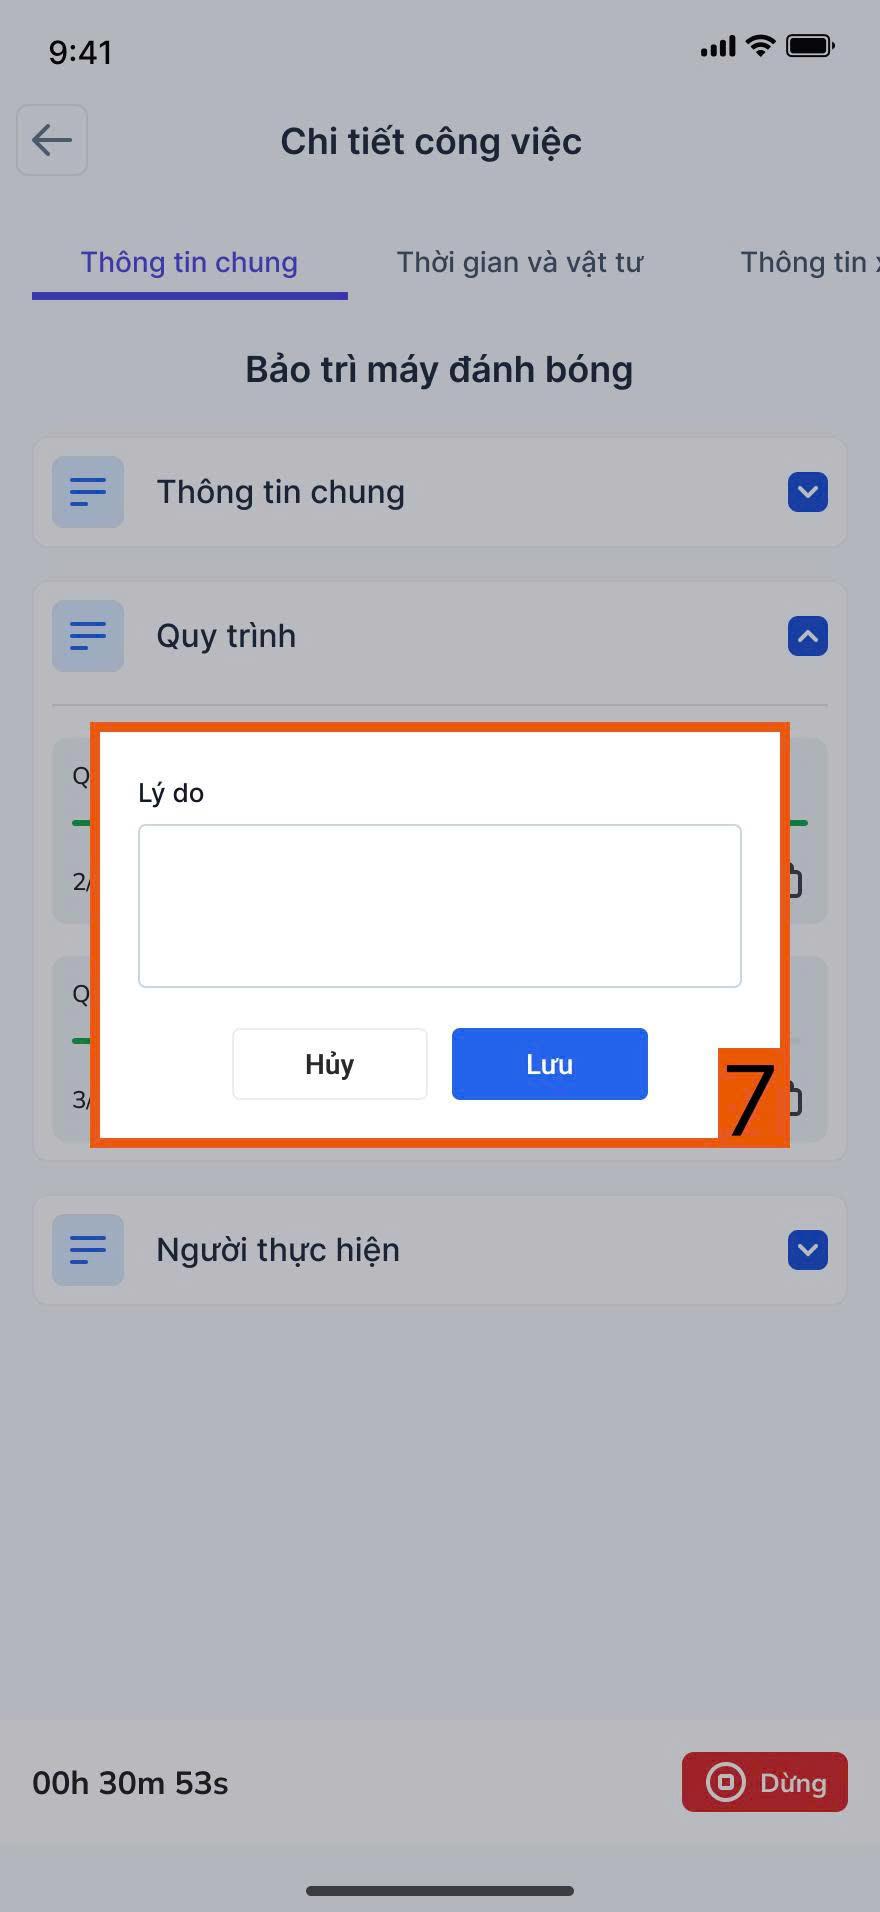 9:41
Chi tiết công việc
Thông tin chung
Thời gian và vật tư
Thông tin
Bảo trì máy đánh bóng
Thông tin chung
Quy trình
Q
2/
Lý do
Q
3/
Hủy
Lưu
7
Người thực hiện
00h 30m 53s
Dừng